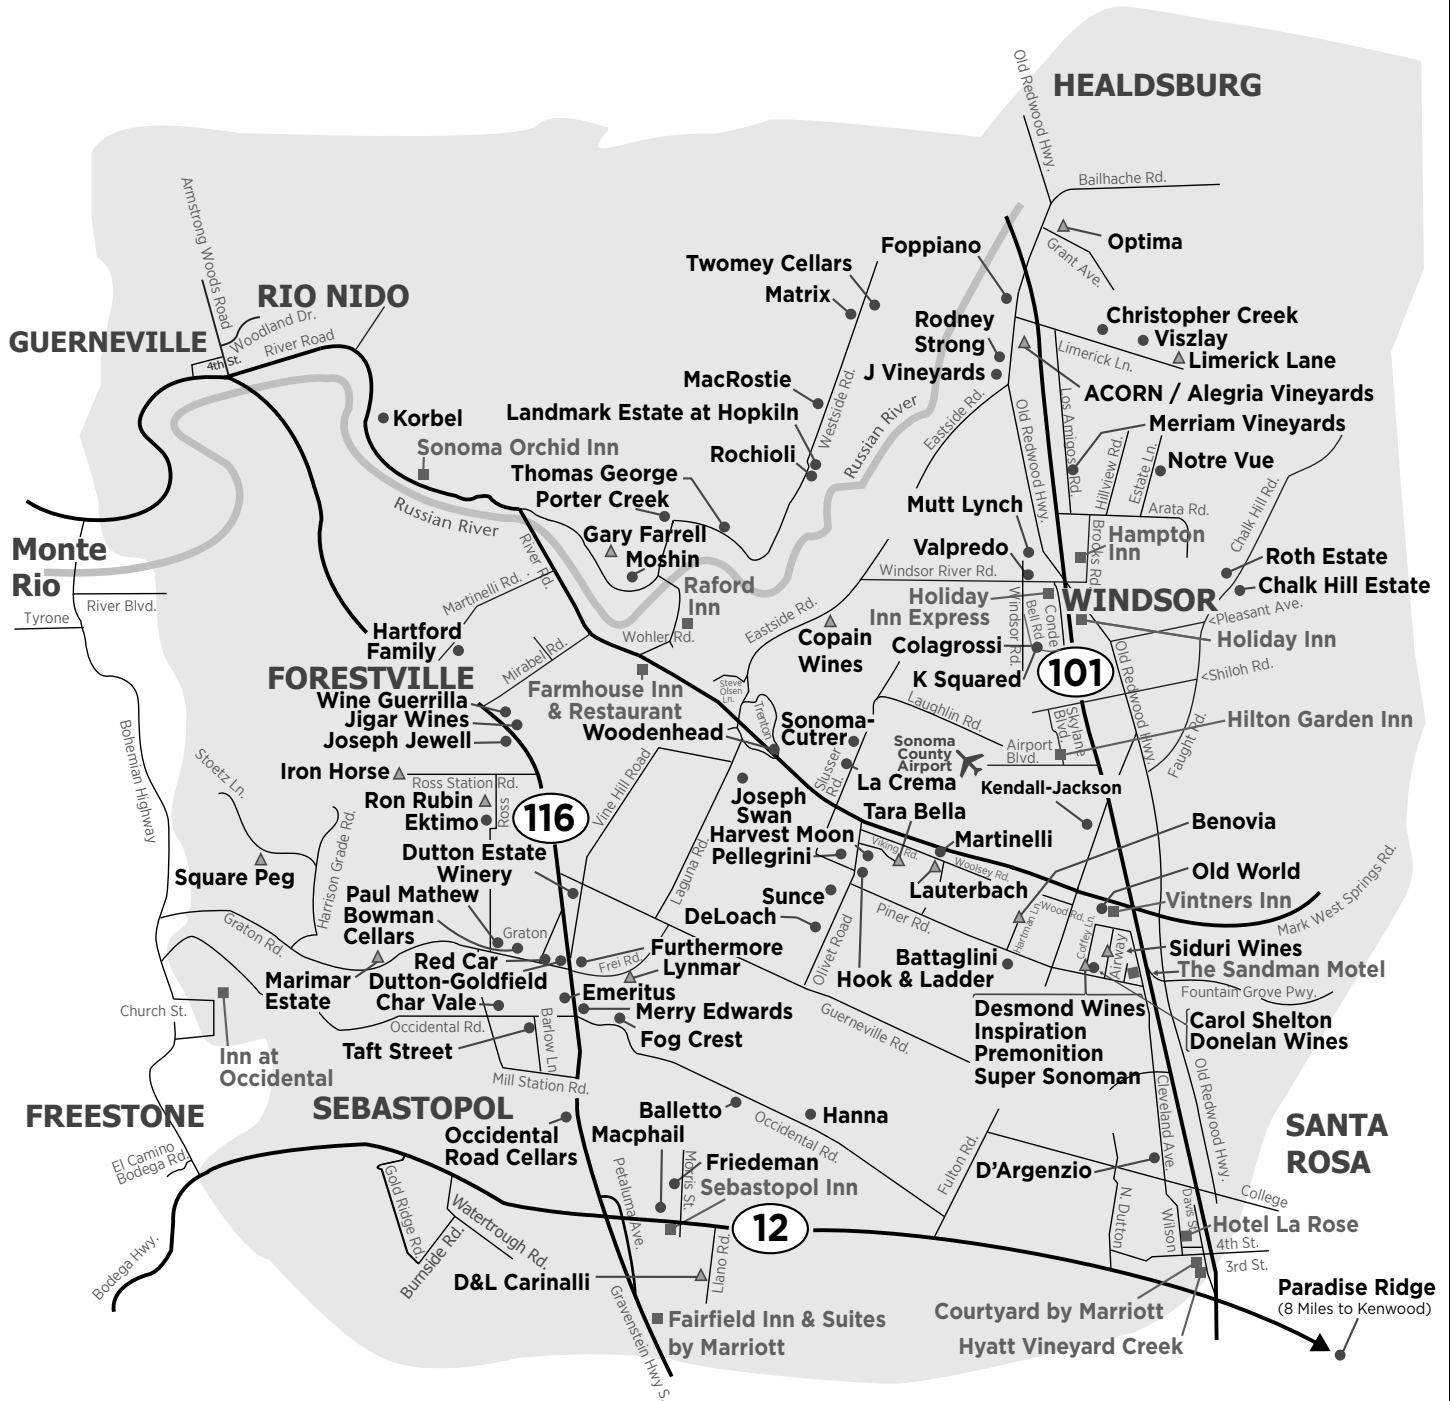 HEALDSBURG
Old Redwood Hwy.
Bailhache Rd.
Optima
Grant Ave.
Foppiano
Twomey Cellars
Matrix
Armstrong Woods Road
RIO NIDO
Woodland Dr.
River Road
GUERNEVILLE
4th St.
Rodney
Strong
J Vineyards
Christopher Creek
Viszlay
Limerick Lane
Limerick Ln.
ACORN / Alegria Vineyards
MacRostie
Landmark Estate at Hopkiln
Westside Rd.
Russian River
Eastside Rd.
Old Redwood Hwy.
Los Amigos Rd.
Merriam Vineyards
Hillview Rd.
Estate Ln.
Notre Vue
Korbel
Sonoma Orchid Inn
Rochioli
Thomas George
Porter Creek
Russian River
Gary Farrell
Moshin
Mutt Lynch
Arata Rd.
Chalk Hill Rd.
Valpredo
Brooks Rd.
Hampton
Inn
Roth Estate
Chalk Hill Estate
Monte
Rio
River Blvd.
Tyrone
River Rd.
Martinelli Rd.
Raford
Inn
Windsor River Rd.
Holiday
Inn Express
Windsor Rd.
Bell Rd.
Conde
WINDSOR
<Pleasant Ave.
Holiday Inn
Hartford
Family
Mirabel Rd.
Wohler Rd.
Eastside Rd.
Copain
Wines
Colagrossi
K Squared
101
Old Redwood Hwy.
<Shiloh Rd.
FORESTVILLE
Farmhouse Inn
& Restaurant
Steve
Olsen
Ln.
Trenton
Wine Guerrilla
Jigar Wines
Joseph Jewell
Woodenhead
Sonoma-
Cutrer
Laughlin Rd.
Skylane
Blvd.
Hilton Garden Inn
Faught Rd.
Bohemian Highway
Stoetz Ln.
Iron Horse
Ross Station Rd.
Ross
Ron Rubin
Ektimo
116
Vine Hill Road
Slusser
Rd.
La Crema
Sonoma
County
Airport
Airport
Blvd.
Kendall-Jackson
Joseph
Swan
Tara Bella
Harvest Moon
Pellegrini
Viking Rd.
Martinelli
Woolsey Rd.
Benovia
Harrison Grade Rd.
Square Peg
Dutton Estate
Winery
Laguna Rd.
Lauterbach
Old World
Vintners Inn
Mark West Springs Rd.
Paul Mathew
Bowman
Cellars
Graton
Sunce
DeLoach
Piner Rd.
Hartman Ln.
Wood Rd.
Coffey Ln.
Airway
Graton Rd.
Furthermore
Frei Rd.
Lynmar
Olivet Road
Battaglini
Hook & Ladder
Siduri Wines
The Sandman Motel
Fountain Grove Pwy.
Red Car
Marimar
Estate
Dutton-Goldfield
Char Vale
Emeritus
Merry Edwards
Fog Crest
Guerneville Rd.
Desmond Wines
Inspiration
Premonition
Super Sonoman
Carol Shelton
Donelan Wines
Church St.
Inn at
Occidental
Occidental Rd.
Taft Street
Barlow Ln
Mill Station Rd.
Cleveland Ave.
Old Redwood Hwy.
FREESTONE
SEBASTOPOL
Occidental
Road Cellars
Balletto
Hanna
Occidental Rd.
Macphail
SANTA
ROSA
El Camino
Bodega Rd.
Gold Ridge Rd.
Petaluma Ave.
Morris St.
Friedeman
Sebastopol Inn
Fulton Rd.
D'Argenzio
College
N. Dutton
Wilson
Davis St.
Hotel La Rose
4th St.
3rd St.
Watertrough Rd.
Burnside Rd.
12
Bodega Hwy.
D&L Carinalli
Llano Rd.
Gravenstein Hwy S.
Fairfield Inn & Suites
by Marriott
Courtyard by Marriott
Hyatt Vineyard Creek
Paradise Ridge
(8 Miles to Kenwood)